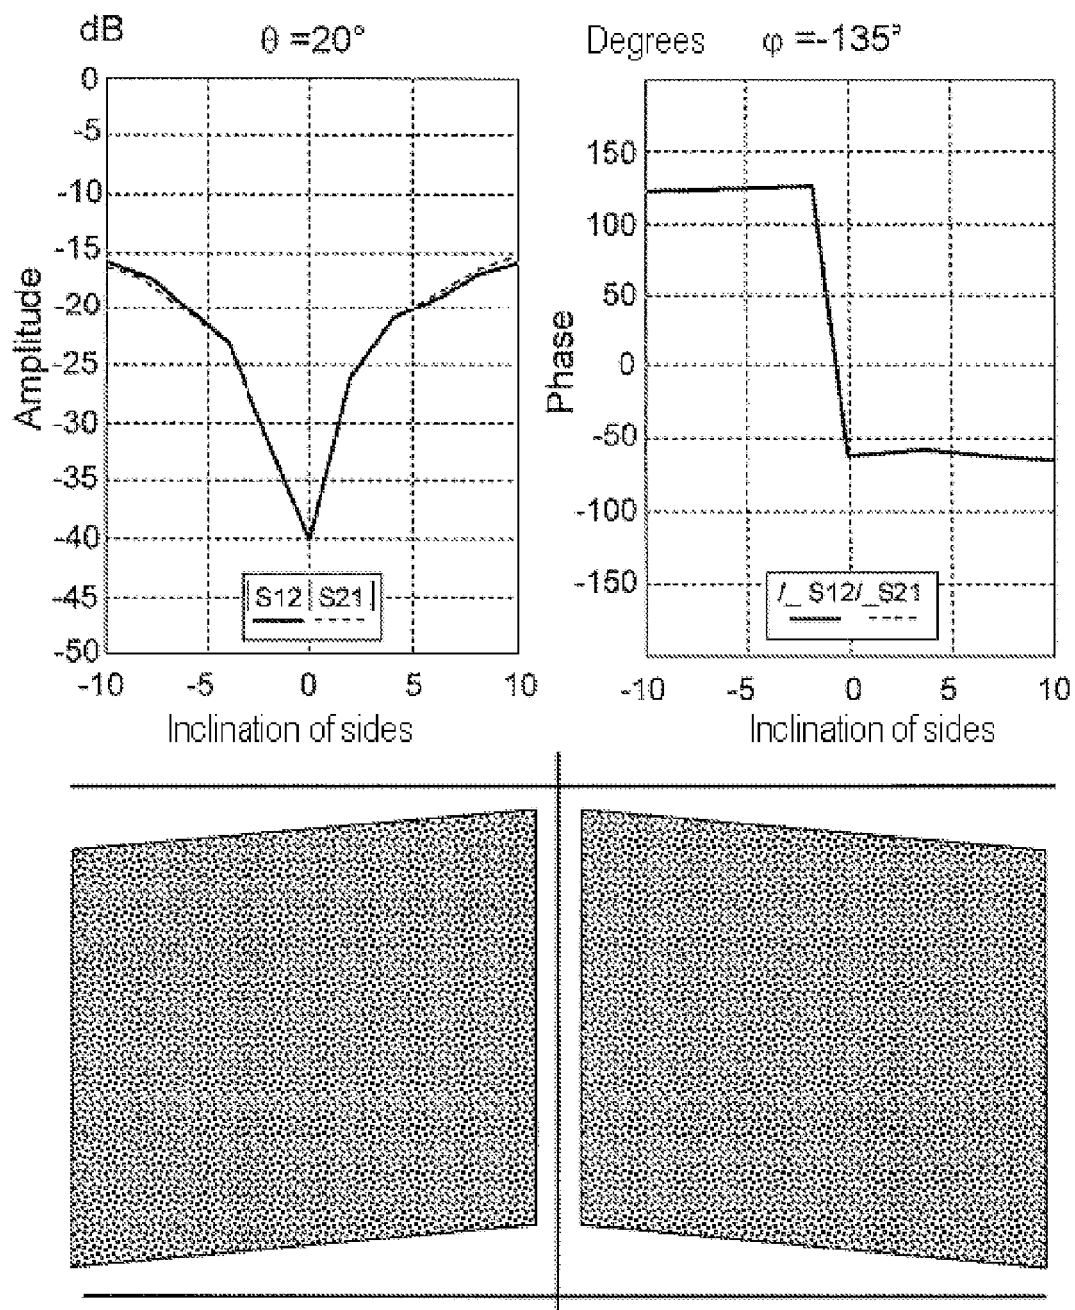 dB
θ =20°
Amplitude
0
-5
-10
-15
-20
-25
-30
-35
-40
-45
-50
|S12 |S21 |
-10 -5 0 5 10
Inclination of sides
Degrees φ =-135°
Phase
150
100
50
0
-50
-100
-150
/_ S12/_S21
-10 -5 0 5 10
Inclination of sides